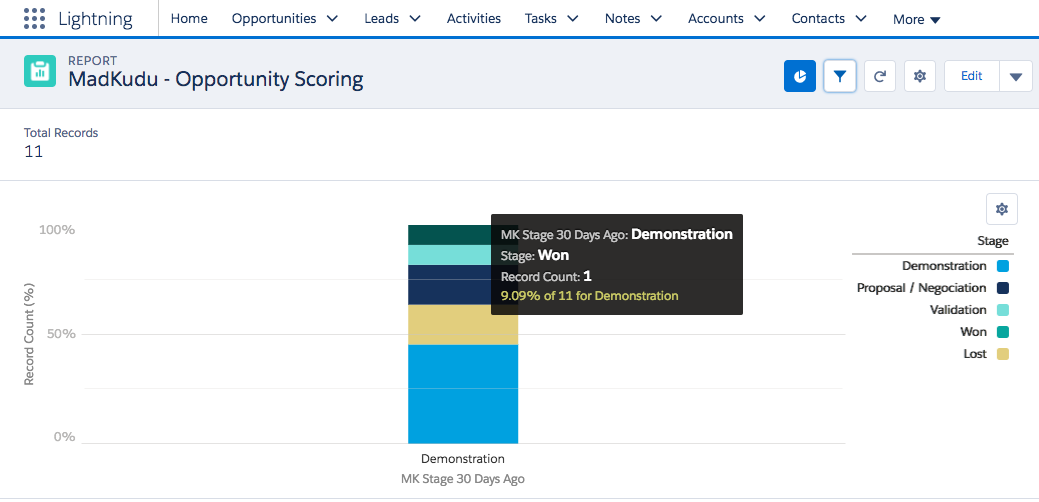 Lightning Home Opportunities Leads Activities Tasks Notes Accounts Contacts More
REPORT
MadKudu - Opportunity Scoring
Edit
Total Records
11
100%
50%
0%
Record Count (%)
MK Stage 30 Days Ago: Demonstration
Stage: Won
Record Count: 1
9.09% of 11 for Demonstration
Stage
Demonstration
Proposal / Negociation
Validation
Won
Lost
Demonstration
MK Stage 30 Days Ago